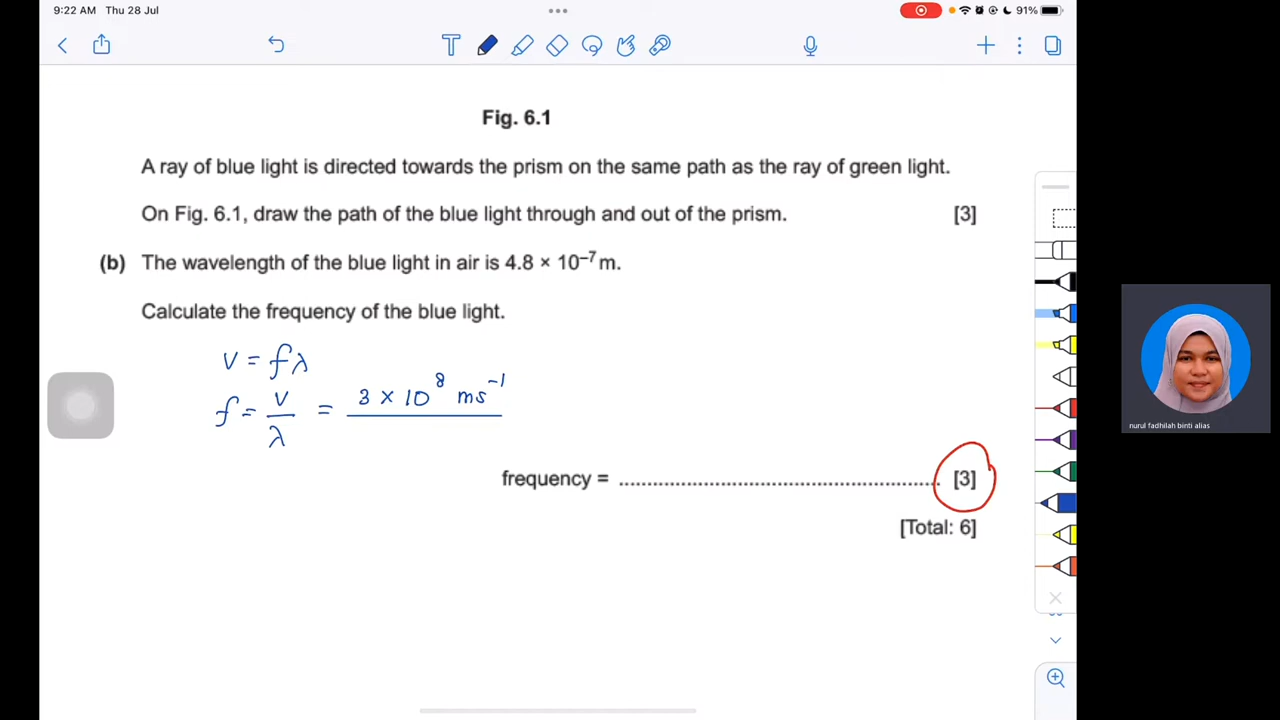 9:22 AM Thu 28 Jul
91%
Fig. 6.1
A ray of blue light is directed towards the prism on the same path as the ray of green light.
On Fig. 6.1, draw the path of the blue light through and out of the prism. [3]
(b) The wavelength of the blue light in air is 4.8 × 10⁻⁷ m.
Calculate the frequency of the blue light.
v = fλ
f = v/λ = 3 × 10⁸ ms⁻¹
frequency = .......................................................... [3]
[Total: 6]
nurul fadhilah binti alias